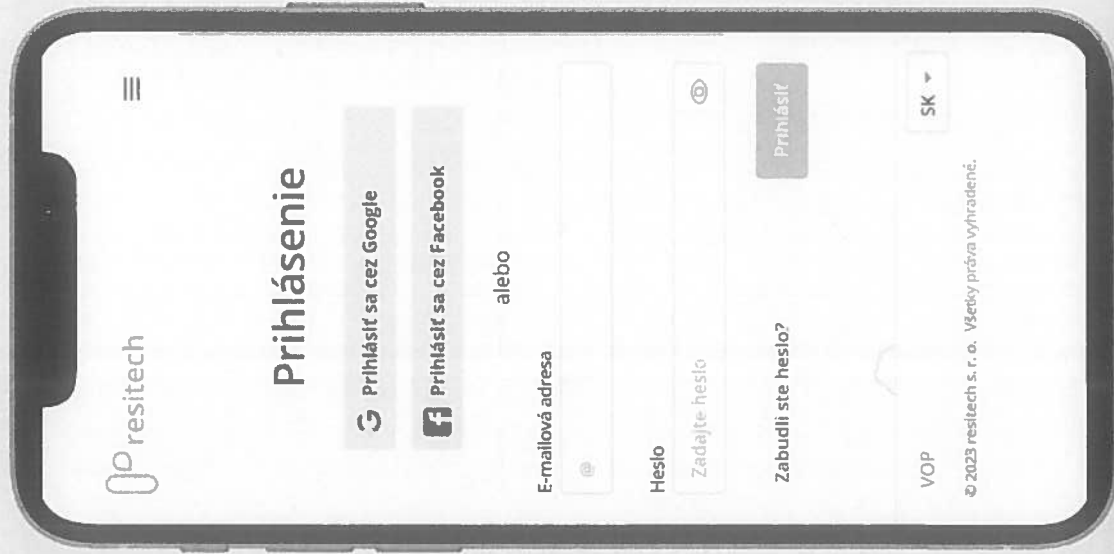 resitech
Prihlásenie
Prihlásiť sa cez Google
Prihlásiť sa cez Facebook
alebo
E-mailová adresa
@
Heslo
Zadajte heslo
Zabudli ste heslo?
Prihlásiť
VOP
SK
© 2023 resitech s. r. o. Všetky práva vyhradené.